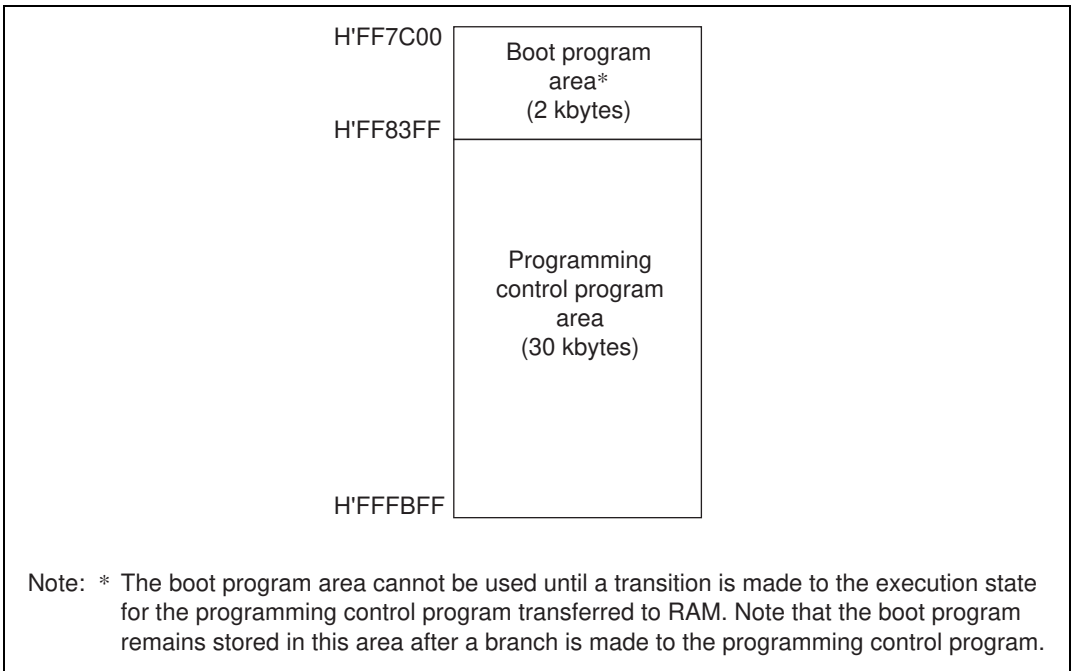 H'FF7C00
Boot program
area*
(2 kbytes)
H'FF83FF
Programming
control program
area
(30 kbytes)
H'FFFBFF
Note: * The boot program area cannot be used until a transition is made to the execution state
for the programming control program transferred to RAM. Note that the boot program
remains stored in this area after a branch is made to the programming control program.